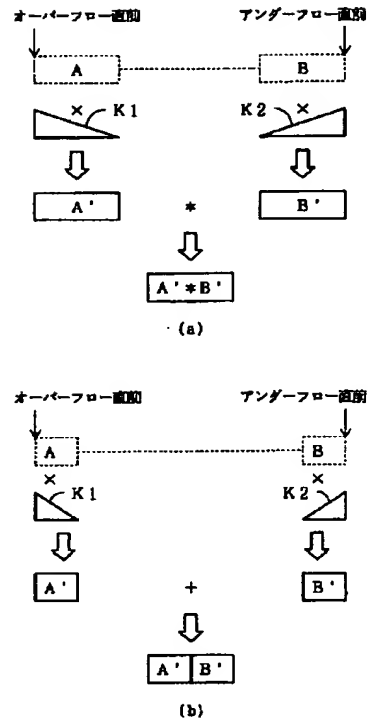 オーバーフロー直前 アンダーフロー直前
A B
× K1 K2 ×
A' * B'
A'*B'
(a)
オーバーフロー直前 アンダーフロー直前
A B
× ×
K1 K2
A' + B'
A' B'
(b)